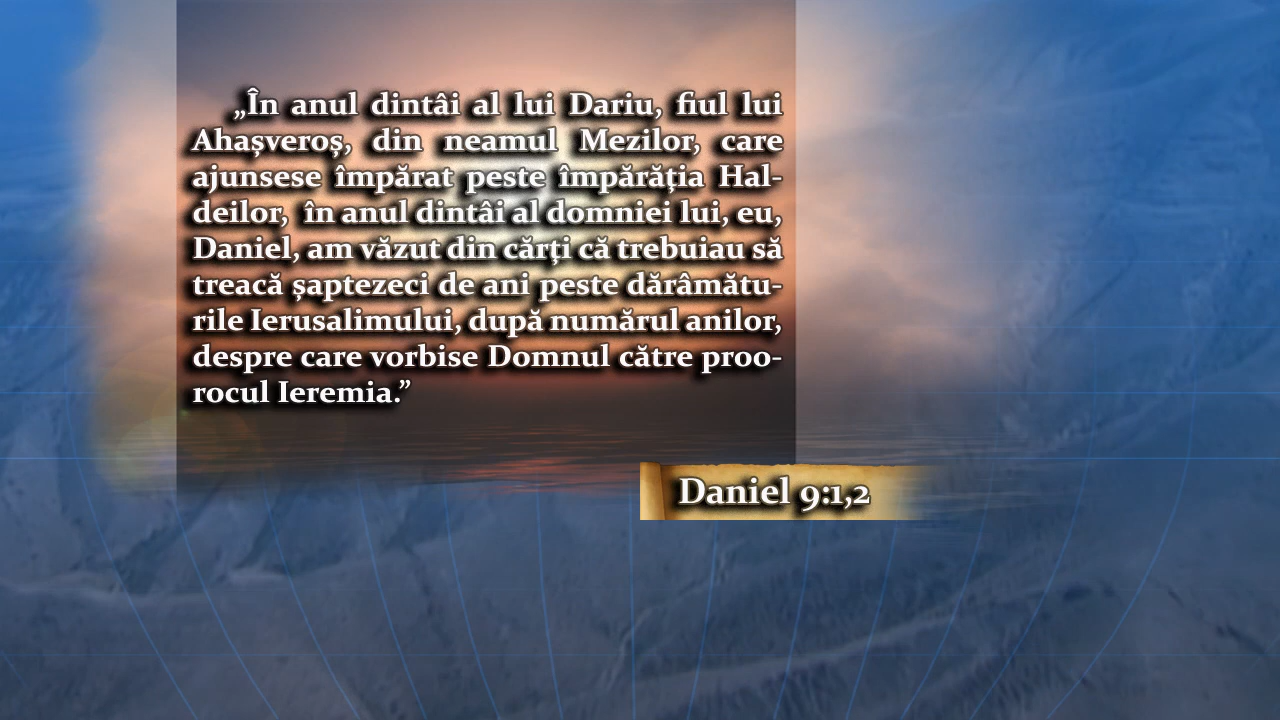 „În anul dintâi al lui Dariu, fiul lui
Ahașveroș, din neamul Mezilor, care
ajunsese împărat peste împărăția Hal-
deilor, în anul dintâi al domniei lui, eu,
Daniel, am văzut din cărți că trebuiau să
treacă șaptezeci de ani peste dărâmătu-
rile Ierusalimului, după numărul anilor,
despre care vorbise Domnul către proo-
rocul Ieremia.”
Daniel 9:1,2